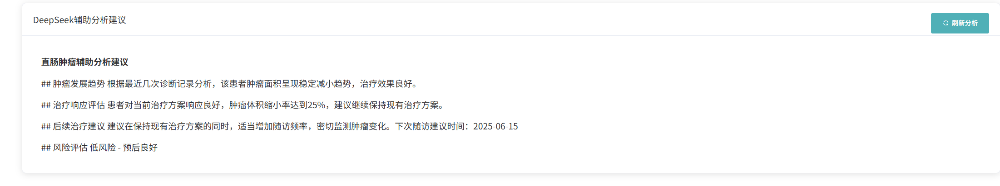 DeepSeek辅助分析建议
刷新分析
直肠肿瘤辅助分析建议
## 肿瘤发展趋势 根据最近几次诊断记录分析，该患者肿瘤面积呈现稳定减小趋势，治疗效果良好。
## 治疗响应评估 患者对当前治疗方案响应良好，肿瘤体积缩小率达到25%，建议继续保持现有治疗方案。
## 后续治疗建议 建议在保持现有治疗方案的同时，适当增加随访频率，密切监测肿瘤变化。下次随访建议时间：2025-06-15
## 风险评估 低风险 - 预后良好